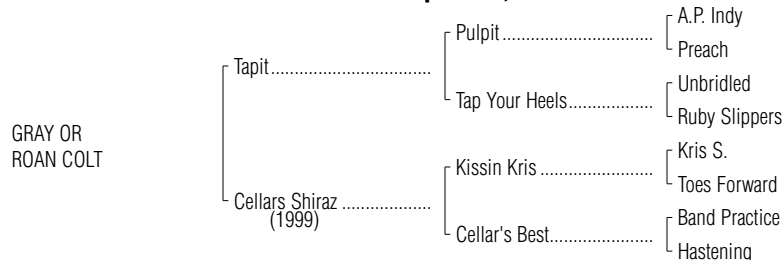 A.P. Indy
Pulpit
Preach
Tapit
Unbridled
Tap Your Heels
Ruby Slippers
GRAY OR
ROAN COLT
Kris S.
Kissin Kris
Toes Forward
Cellars Shiraz
(1999)
Band Practice
Cellar's Best
Hastening